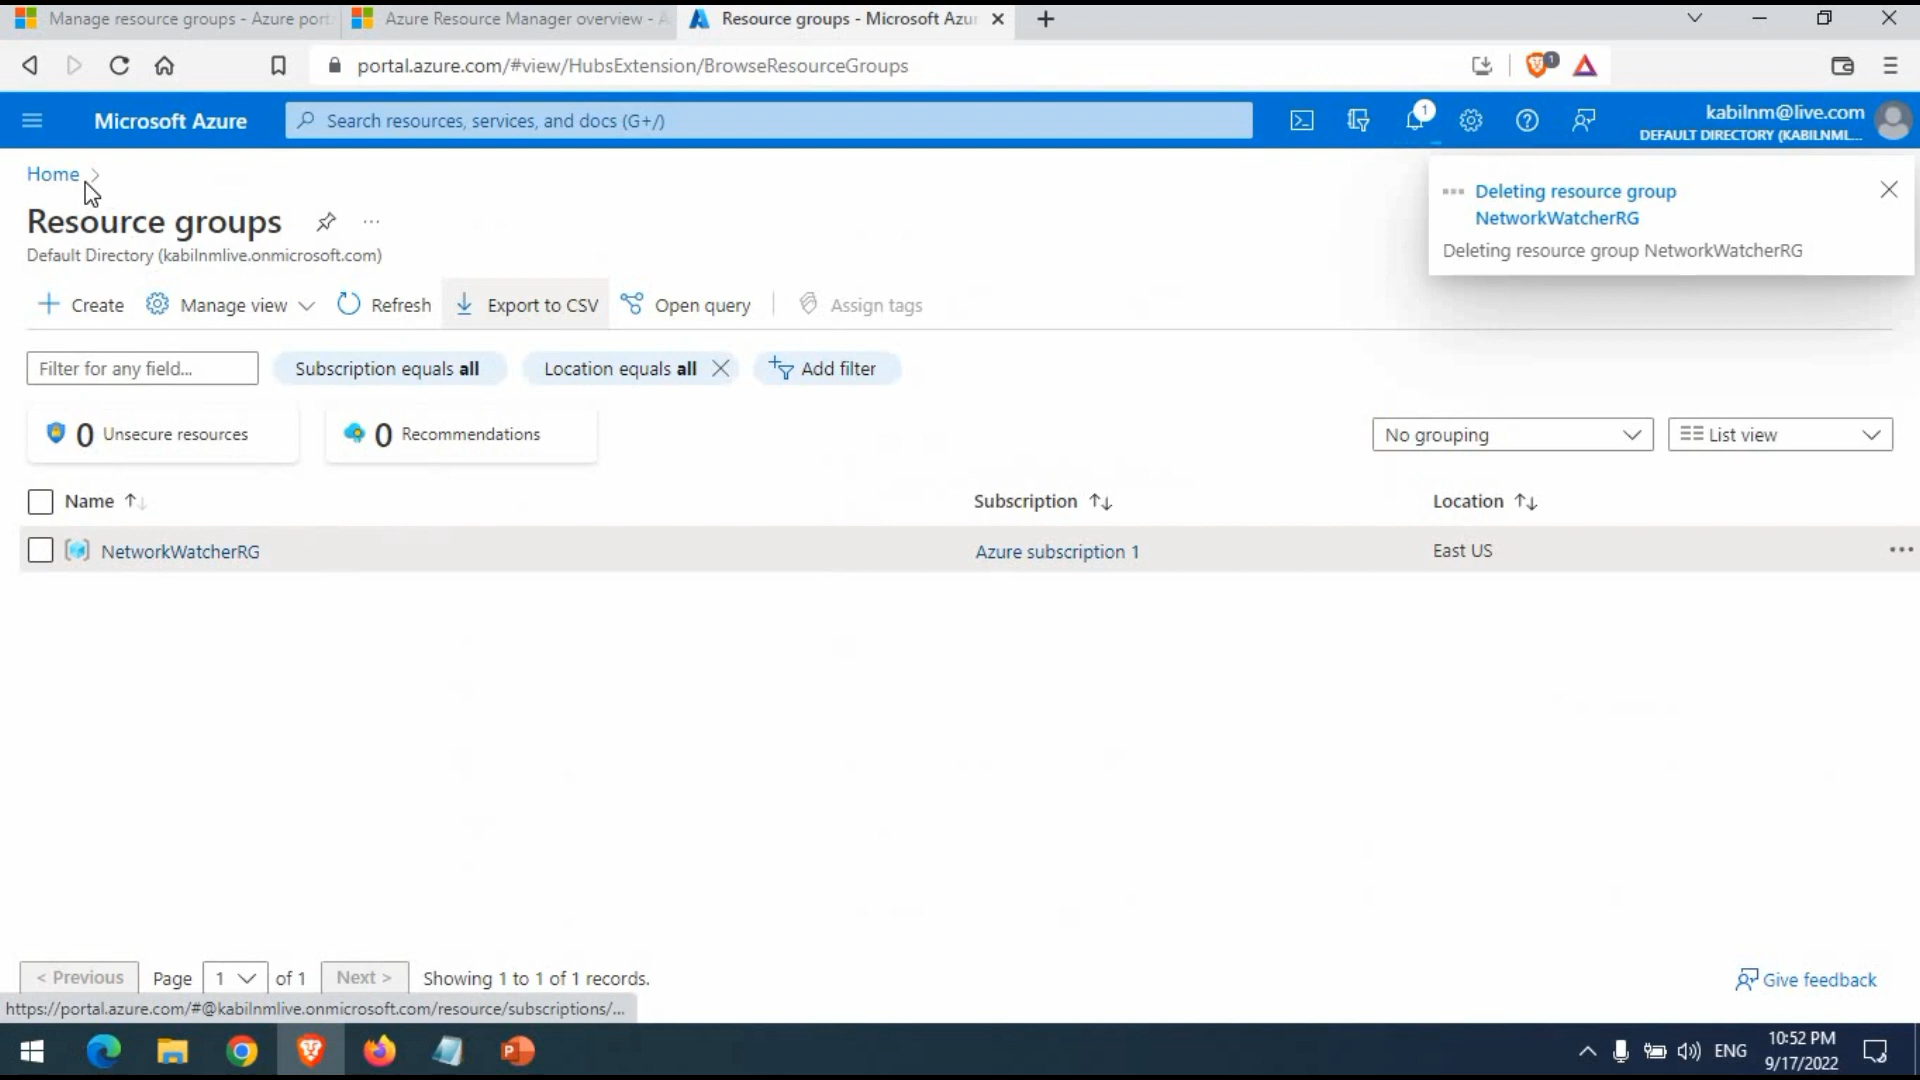 Manage resource groups - Azure port
Azure Resource Manager overview - A
Resource groups - Microsoft Azu
portal.azure.com/#view/HubsExtension/BrowseResourceGroups
1
Microsoft Azure
Search resources, services, and docs (G+/)
1
kabilnm@live.com
DEFAULT DIRECTORY (KABILNML...
Home
Deleting resource group
NetworkWatcherRG
Deleting resource group NetworkWatcherRG
Resource groups
...
Default Directory (kabilnmlive.onmicrosoft.com)
Create
Manage view
Refresh
Export to CSV
Open query
Assign tags
Filter for any field...
Subscription equals all
Location equals all
Add filter
0 Unsecure resources
0 Recommendations
No grouping
List view
Name
Subscription
Location
NetworkWatcherRG
Azure subscription 1
East US
...
< Previous
Page
1
of 1
Next >
Showing 1 to 1 of 1 records.
Give feedback
https://portal.azure.com/#@kabilnmlive.onmicrosoft.com/resource/subscriptions/...
ENG
10:52 PM
9/17/2022